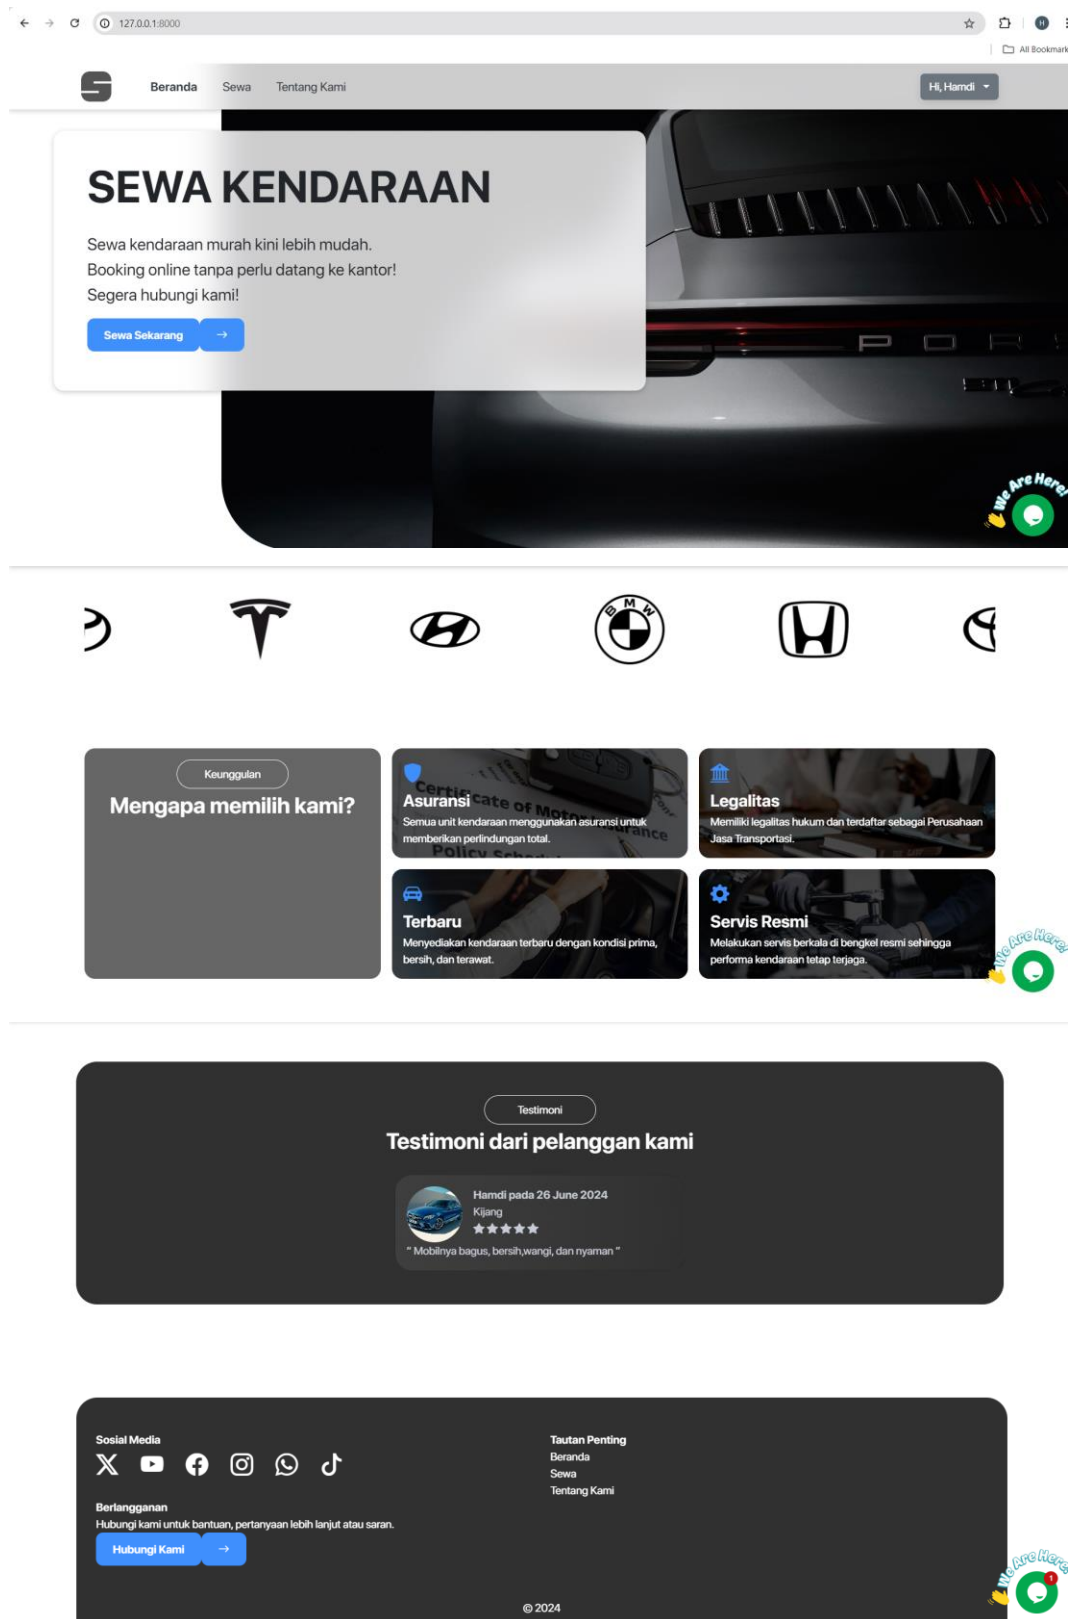 127.0.0.1:8000
All Bookmark
Beranda Sewa Tentang Kami
Hi, Hamdi
SEWA KENDARAAN
Sewa kendaraan murah kini lebih mudah.
Booking online tanpa perlu datang ke kantor!
Segera hubungi kami!
Sewa Sekarang →
We Are Here!
BMW
Keunggulan
Mengapa memilih kami?
Asuransi
Semua unit kendaraan menggunakan asuransi untuk
memberikan perlindungan total.
Legalitas
Memiliki legalitas hukum dan terdaftar sebagai Perusahaan
Jasa Transportasi.
Terbaru
Menyediakan kendaraan terbaru dengan kondisi prima,
bersih, dan terawat.
Servis Resmi
Melakukan servis berkala di bengkel resmi sehingga
performa kendaraan tetap terjaga.
We Are Here!
Testimoni
Testimoni dari pelanggan kami
Hamdi pada 26 June 2024
Kijang
" Mobilnya bagus, bersih,wangi, dan nyaman "
Sosial Media
Berlangganan
Hubungi kami untuk bantuan, pertanyaan lebih lanjut atau saran.
Hubungi Kami →
Tautan Penting
Beranda
Sewa
Tentang Kami
We Are Here!
1
© 2024